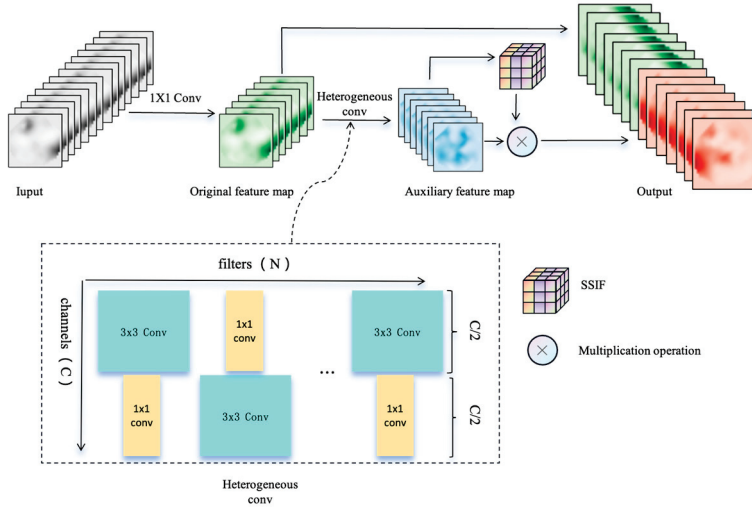 1X1 Conv
Heterogeneous
conv
×
Iuput
Original feature map
Auxiliary feature map
Output
filters（N）
channels（C）
3x3 Conv
1x1
conv
3x3 Conv
C/2
...
1x1
conv
3x3 Conv
1x1
conv
C/2
SSIF
×
Multiplication operation
Heterogeneous
conv